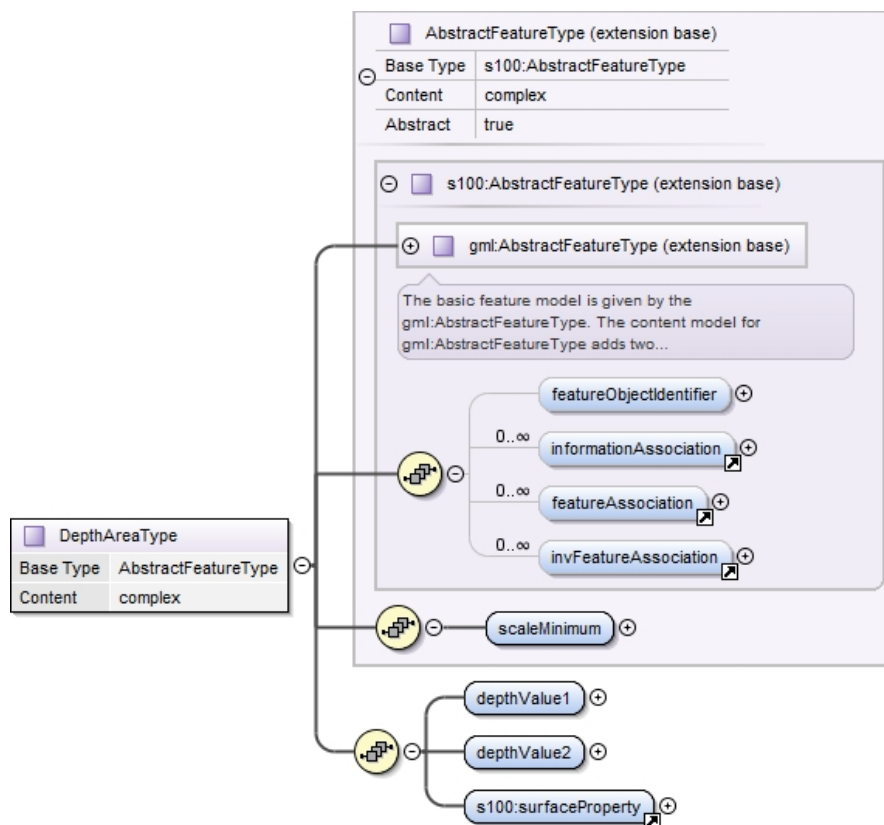 AbstractFeatureType (extension base)
Base Type s100:AbstractFeatureType
Content complex
Abstract true
s100:AbstractFeatureType (extension base)
gml:AbstractFeatureType (extension base)
The basic feature model is given by the
gml:AbstractFeatureType. The content model for
gml:AbstractFeatureType adds two...
featureObjectIdentifier
0..∞
informationAssociation
0..∞
featureAssociation
0..∞
invFeatureAssociation
DepthAreaType
Base Type AbstractFeatureType
Content complex
scaleMinimum
depthValue1
depthValue2
s100:surfaceProperty